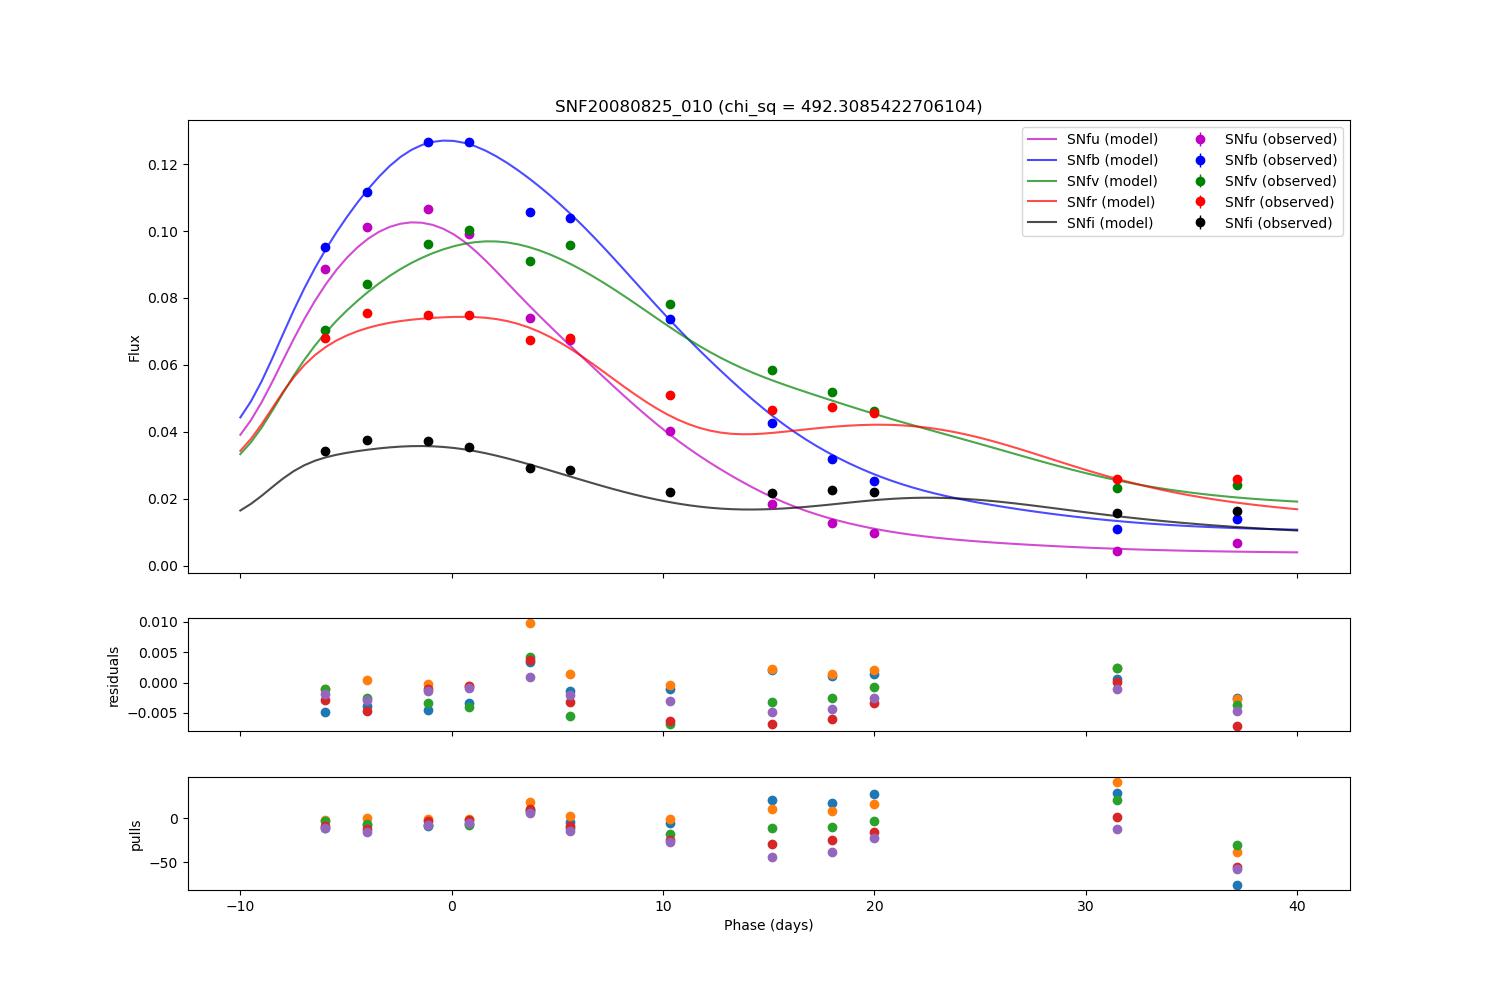 SNF20080825_010 (chi_sq = 492.3085422706104)
SNfu (model) SNfu (observed)
SNfb (model) SNfb (observed)
SNfv (model) SNfv (observed)
SNfr (model) SNfr (observed)
SNfi (model) SNfi (observed)
Flux
0.12
0.10
0.08
0.06
0.04
0.02
0.00
residuals
0.010
0.005
0.000
−0.005
pulls
0
−50
−10 0 10 20 30 40
Phase (days)